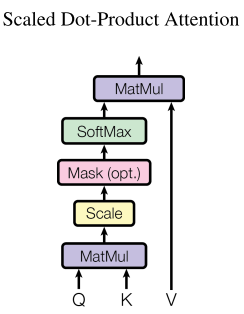 Scaled Dot-Product Attention
MatMul
SoftMax
Mask (opt.)
Scale
MatMul
Q K V